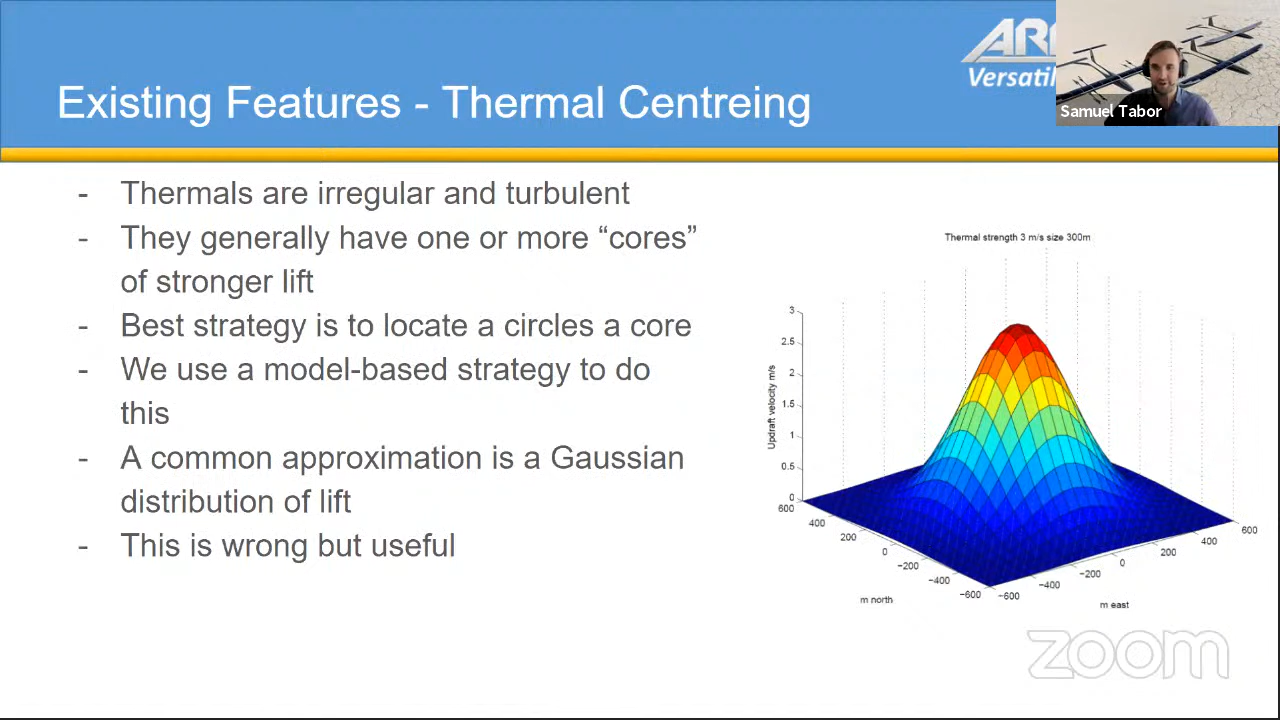 ARD
Versatil
Existing Features - Thermal Centreing
Samuel Tabor
- Thermals are irregular and turbulent
- They generally have one or more “cores”
of stronger lift
- Best strategy is to locate a circles a core
- We use a model-based strategy to do
this
- A common approximation is a Gaussian
distribution of lift
- This is wrong but useful
Thermal strength 3 m/s size 300m
3
2.5
2
1.5
1
0.5
0
Updraft velocity m/s
600
400
200
0
−200
−400
−600
m north
−600
−400
−200
0
200
400
600
m east
zoom